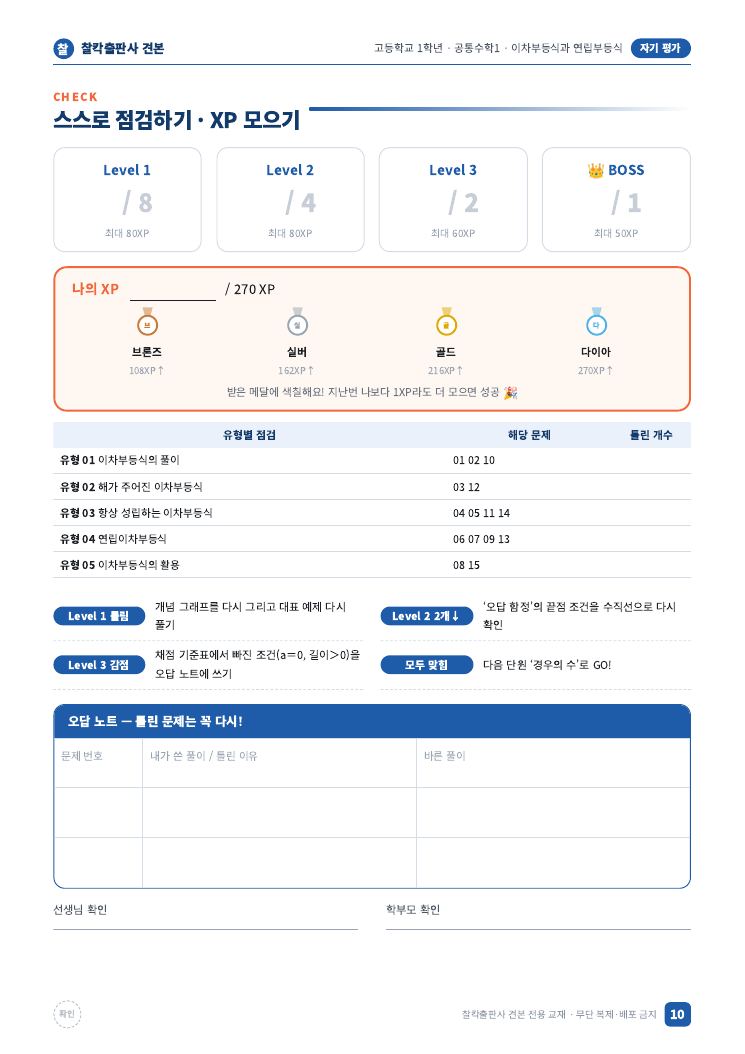 찰 찰칵출판사 견본
고등학교 1학년 · 공통수학1 · 이차부등식과 연립부등식 자기 평가
CHECK
스스로 점검하기 · XP 모으기
Level 1
/ 8
최대 80XP
Level 2
/ 4
최대 80XP
Level 3
/ 2
최대 60XP
👑 BOSS
/ 1
최대 50XP
나의 XP / 270 XP
브 실 골 다
브론즈 실버 골드 다이아
108XP↑ 162XP↑ 216XP↑ 270XP↑
받은 메달에 색칠해요! 지난번 나보다 1XP라도 더 모으면 성공 🎉
유형별 점검 해당 문제 틀린 개수
유형 01 이차부등식의 풀이 01 02 10
유형 02 해가 주어진 이차부등식 03 12
유형 03 항상 성립하는 이차부등식 04 05 11 14
유형 04 연립이차부등식 06 07 09 13
유형 05 이차부등식의 활용 08 15
Level 1 틀림 개념 그래프를 다시 그리고 대표 예제 다시
풀기
Level 2 2개↓ ‘오답 함정’의 끝점 조건을 수직선으로 다시
확인
Level 3 감점 채점 기준표에서 빠진 조건(a=0, 길이>0)을
오답 노트에 쓰기
모두 맞힘 다음 단원 ‘경우의 수’로 GO!
오답 노트 — 틀린 문제는 꼭 다시!
문제 번호 내가 쓴 풀이 / 틀린 이유 바른 풀이
선생님 확인 학부모 확인
확인
찰칵출판사 견본 전용 교재 · 무단 복제·배포 금지 10